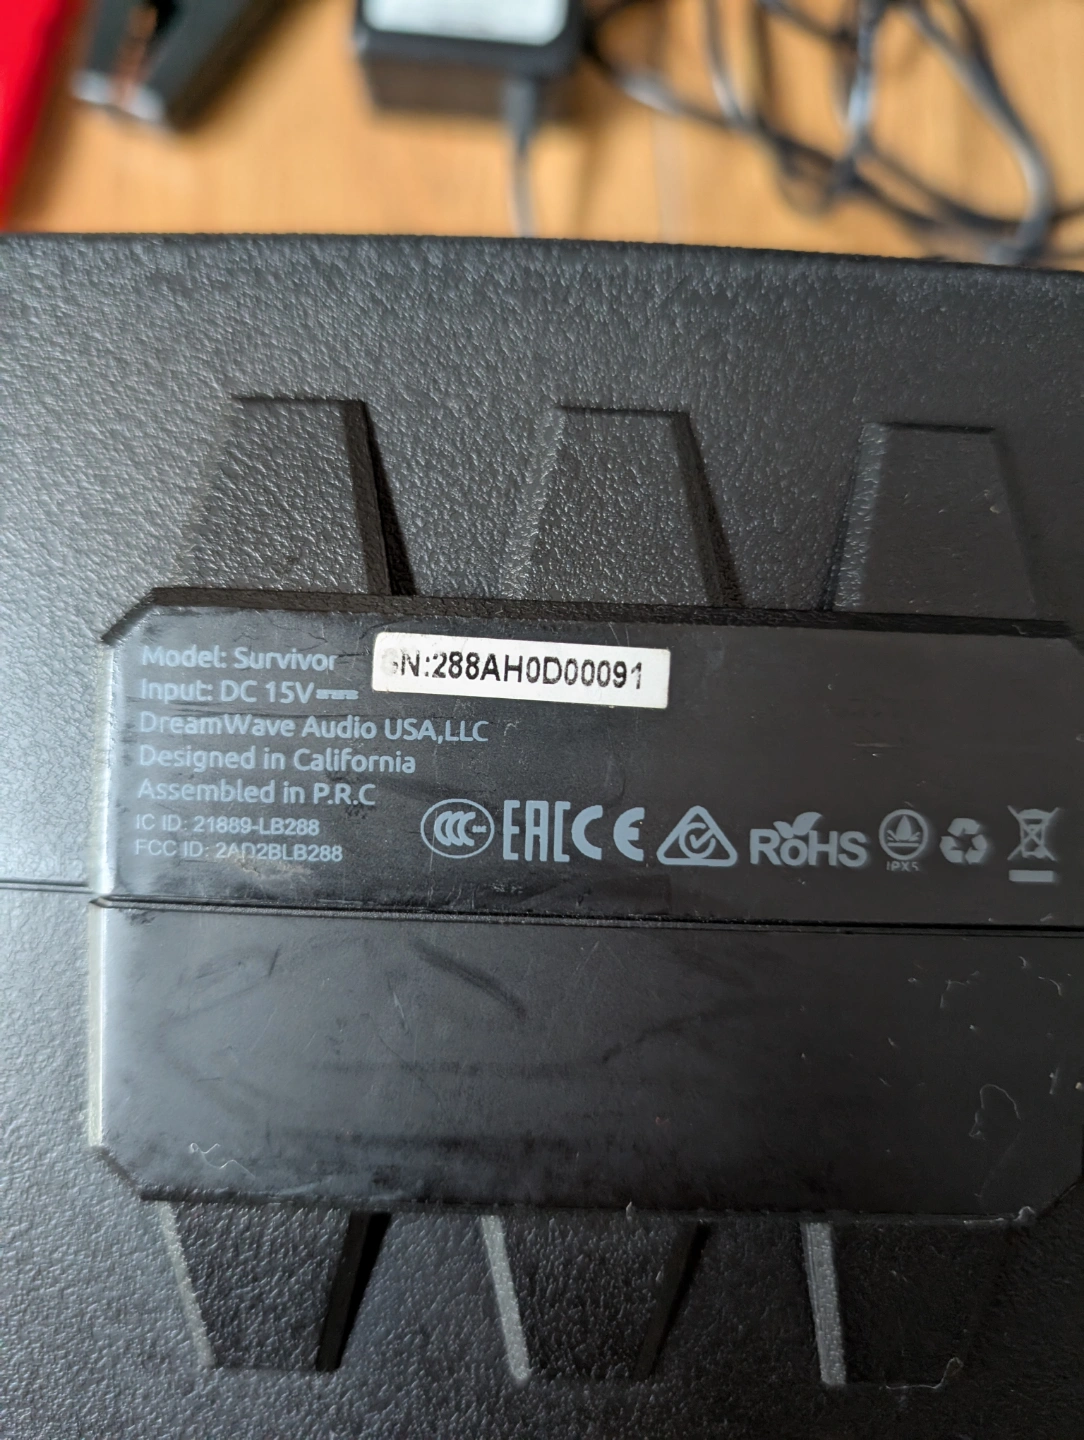 Model: Survivor
SN:288AH0D00091
Input: DC 15V⎓
DreamWave Audio USA,LLC
Designed in California
Assembled in P.R.C
IC ID: 21889-LB288
FCC ID: 2AD2BLB288
CCC EAC CE RoHS IPX5